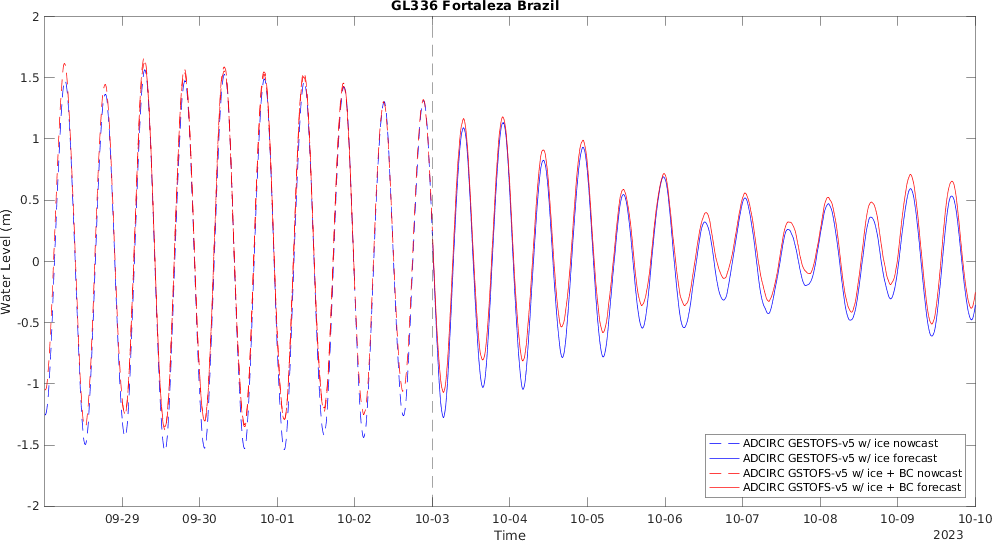 GL336 Fortaleza Brazil
Water Level (m)
2
1.5
1
0.5
0
-0.5
-1
-1.5
-2
ADCIRC GESTOFS-v5 w/ ice nowcast
ADCIRC GESTOFS-v5 w/ ice forecast
ADCIRC GSTOFS-v5 w/ ice + BC nowcast
ADCIRC GSTOFS-v5 w/ ice + BC forecast
09-29 09-30 10-01 10-02 10-03 10-04 10-05 10-06 10-07 10-08 10-09 10-10
Time
2023